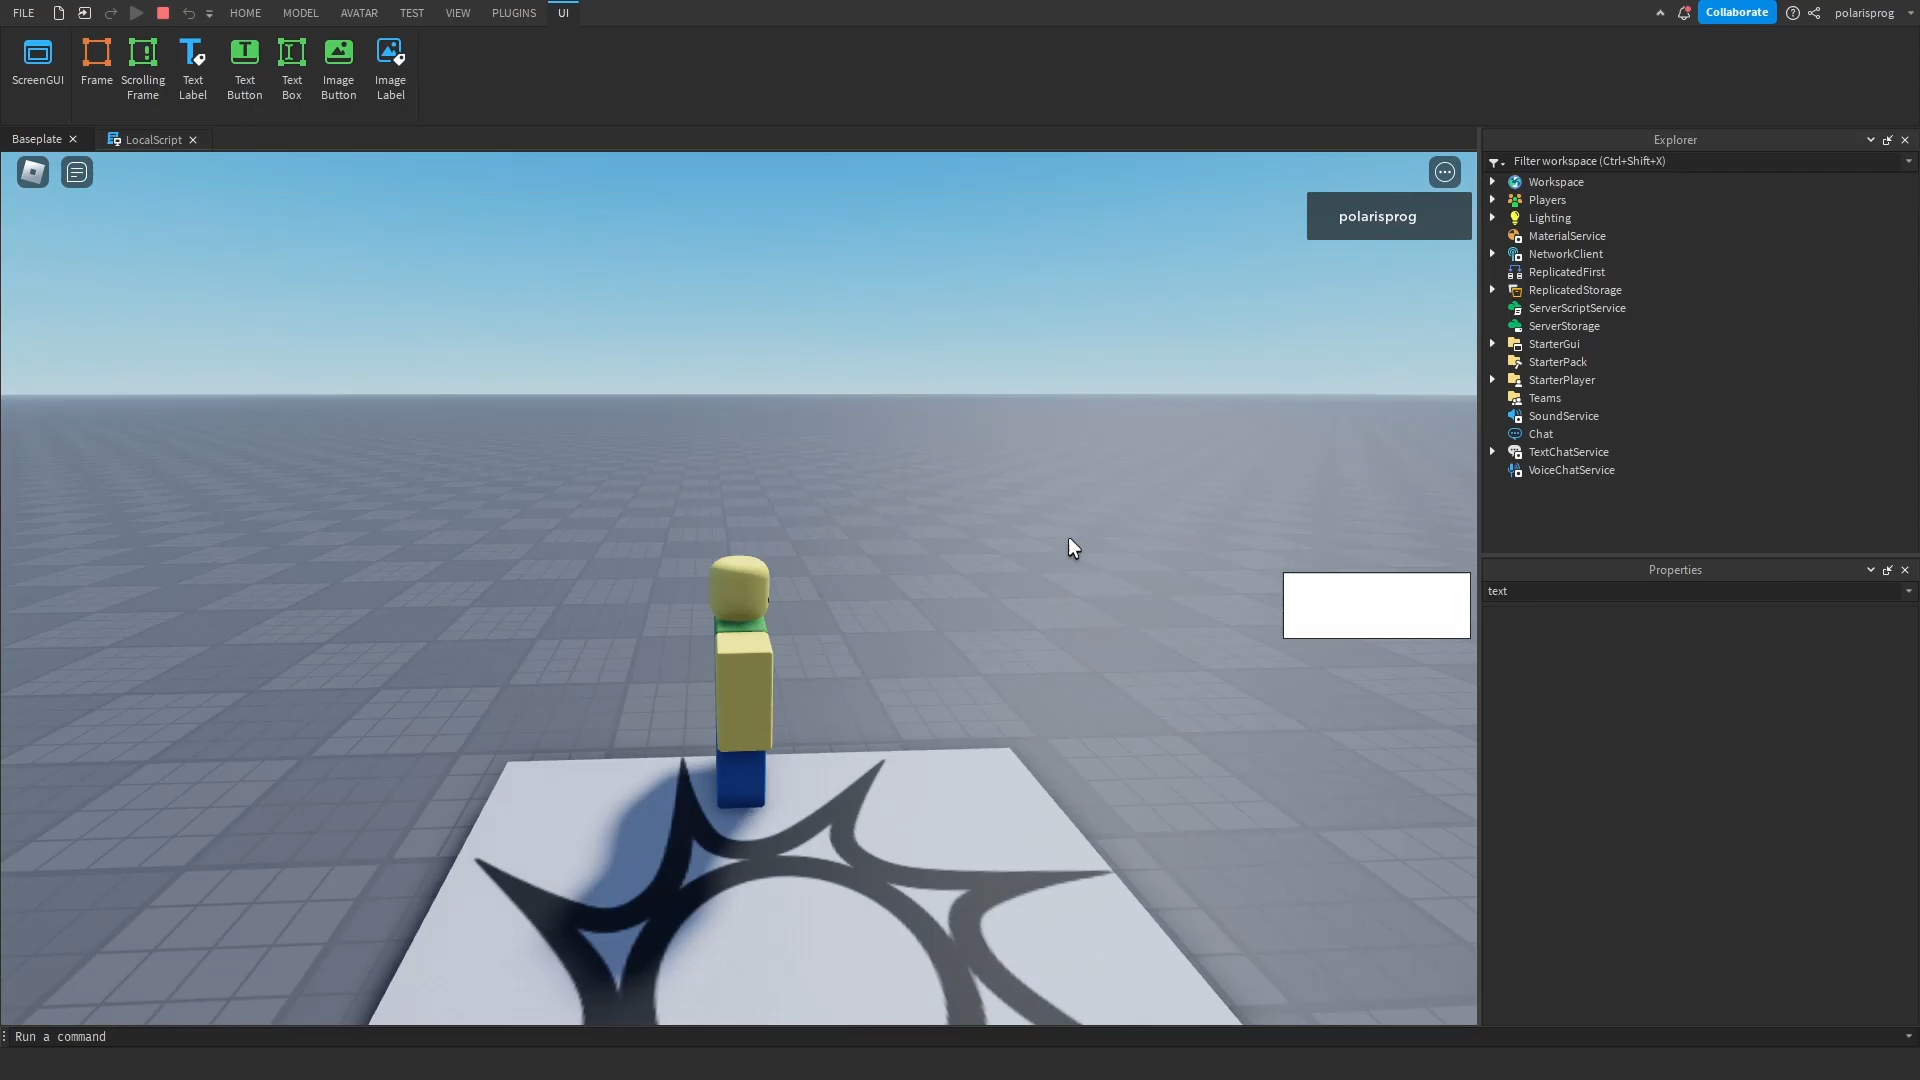 FILE HOME MODEL AVATAR TEST VIEW PLUGINS UI Collaborate polarisprog
ScreenGUI Frame Scrolling Frame Text Label Text Button Text Box Image Button Image Label
Baseplate LocalScript
polarisprog
Explorer
Filter workspace (Ctrl+Shift+X)
Workspace
Players
Lighting
MaterialService
NetworkClient
ReplicatedFirst
ReplicatedStorage
ServerScriptService
ServerStorage
StarterGui
StarterPack
StarterPlayer
Teams
SoundService
Chat
TextChatService
VoiceChatService
Properties
text
Run a command